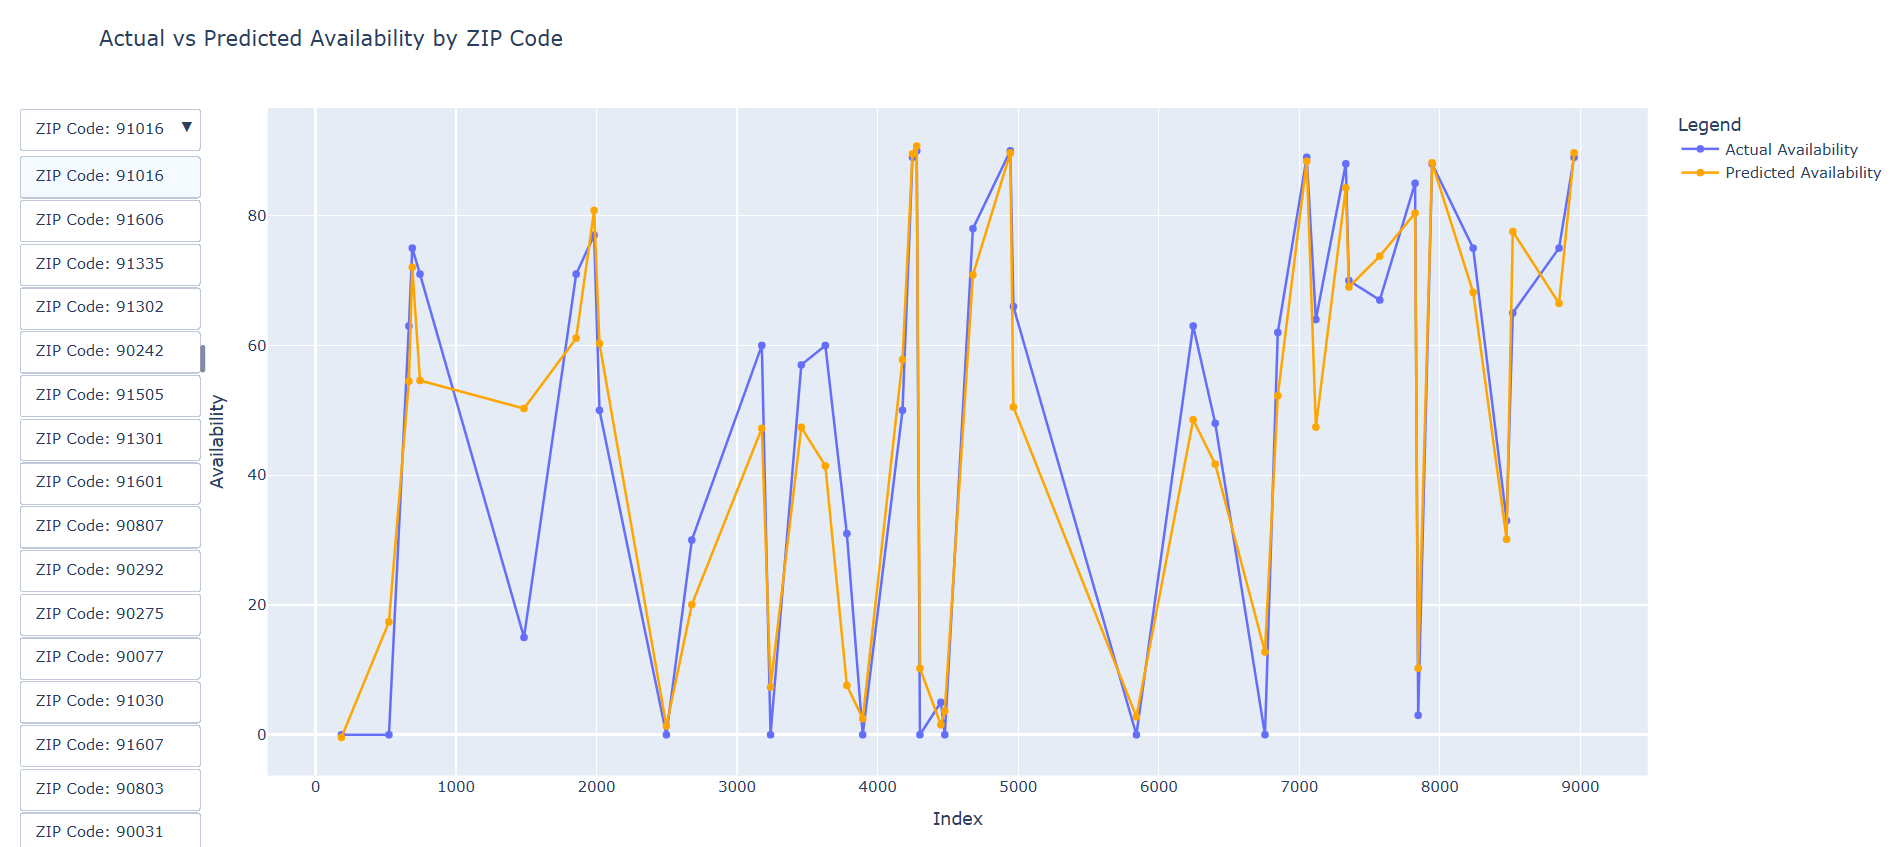 Actual vs Predicted Availability by ZIP Code
ZIP Code: 91016 ▼
ZIP Code: 91016
ZIP Code: 91606
ZIP Code: 91335
ZIP Code: 91302
ZIP Code: 90242
ZIP Code: 91505
ZIP Code: 91301
ZIP Code: 91601
ZIP Code: 90807
ZIP Code: 90292
ZIP Code: 90275
ZIP Code: 90077
ZIP Code: 91030
ZIP Code: 91607
ZIP Code: 90803
ZIP Code: 90031
Availability
80
60
40
20
0
0 1000 2000 3000 4000 5000 6000 7000 8000 9000
Index
Legend
Actual Availability
Predicted Availability